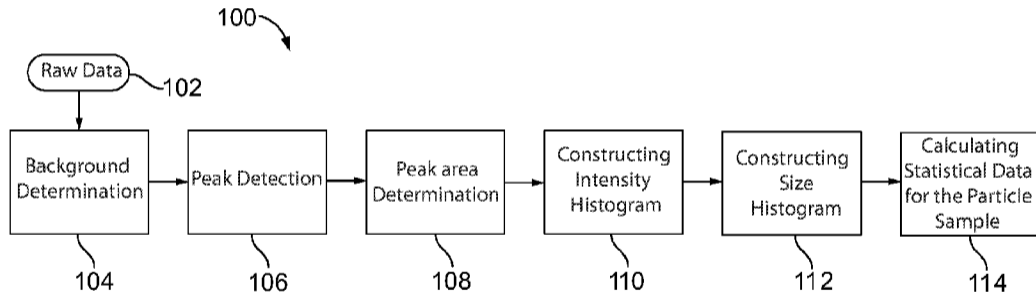 100
Raw Data
102
Background
Determination
Peak Detection
Peak area
Determination
Constructing
Intensity
Histogram
Constructing
Size
Histogram
Calculating
Statistical Data
for the Particle
Sample
104
106
108
110
112
114